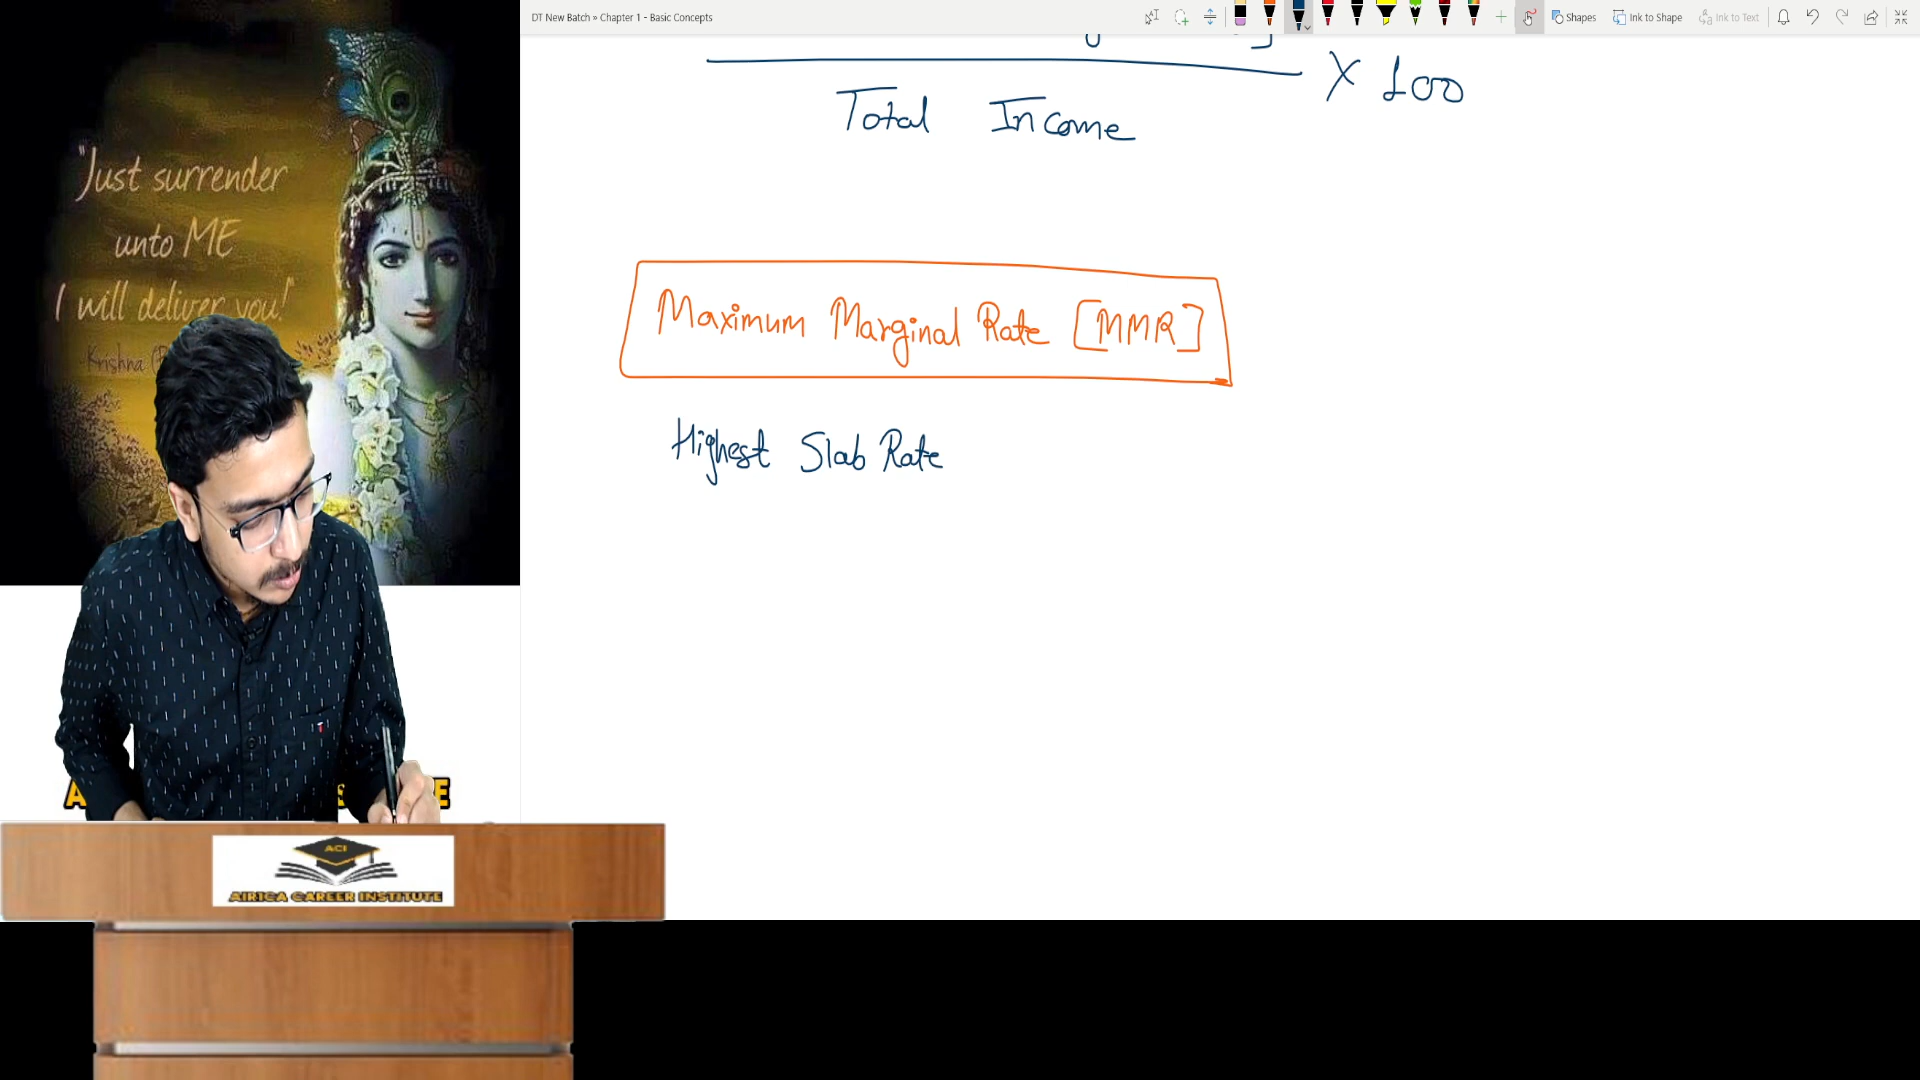 DT New Batch » Chapter 1 - Basic Concepts
Shapes
Ink to Shape
Ink to Text
X 100
Total Income
"Just surrender
unto ME
I will deliver you!"
Krishna
Maximum Marginal Rate [MMR]
Highest Slab Rate
A
E
ACI
AIRICA CAREER INSTITUTE